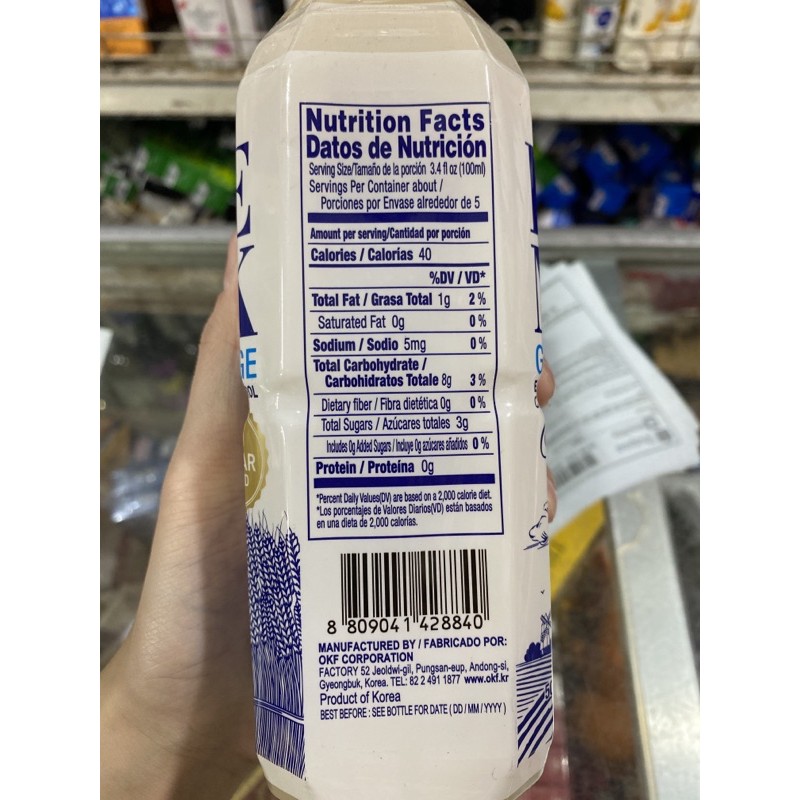 Nutrition Facts
Datos de Nutrición
Serving Size/Tamaño de la porción 3.4 fl oz (100ml)
Servings Per Container about /
Porciones por Envase alrededor de 5
Amount per serving/Cantidad por porción
Calories / Calorías 40
%DV / VD*
Total Fat / Grasa Total 1g 2 %
Saturated Fat 0g 0 %
Sodium / Sodio 5mg 0 %
Total Carbohydrate /
Carbohidratos Totale 8g 3 %
Dietary fiber / Fibra dietética 0g 0 %
Total Sugars / Azúcares totales 3g
Includes 0g Added Sugars / Incluye 0g azúcares añadidos 0 %
Protein / Proteína 0g
*Percent Daily Values(DV) are based on a 2,000 calorie diet.
*Los porcentajes de Valores Diarios(VD) están basados
en una dieta de 2,000 calorías.
8 809041 428840
MANUFACTURED BY / FABRICADO POR:
OKF CORPORATION
FACTORY 52 Jeoldwi-gil, Pungsan-eup, Andong-si,
Gyeongbuk, Korea. TEL: 82 2 491 1877 www.okf.kr
Product of Korea
BEST BEFORE : SEE BOTTLE FOR DATE ( DD / MM / YYYY )